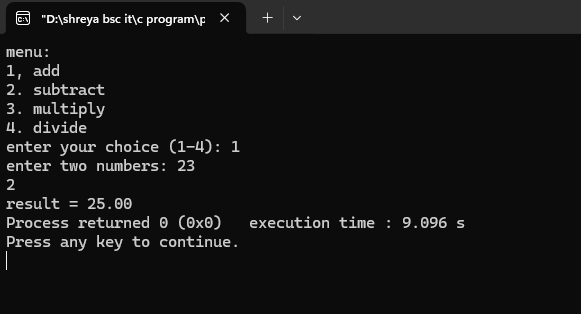 "D:\shreya bsc it\c program\p
menu:
1, add
2. subtract
3. multiply
4. divide
enter your choice (1-4): 1
enter two numbers: 23
2
result = 25.00
Process returned 0 (0x0)   execution time : 9.096 s
Press any key to continue.